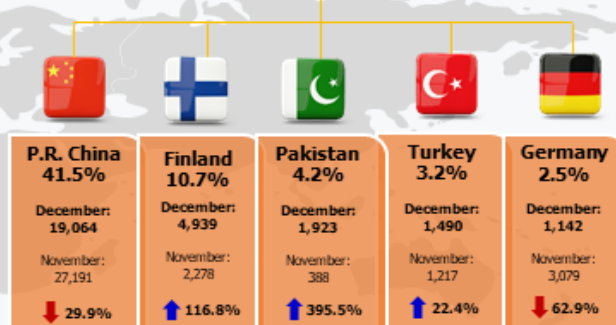 P.R. China
41.5%
December:
19,064
November:
27,191
29.9%
Finland
10.7%
December:
4,939
November:
2,278
116.8%
Pakistan
4.2%
December:
1,923
November:
388
395.5%
Turkey
3.2%
December:
1,490
November:
1,217
22.4%
Germany
2.5%
December:
1,142
November:
3,079
62.9%